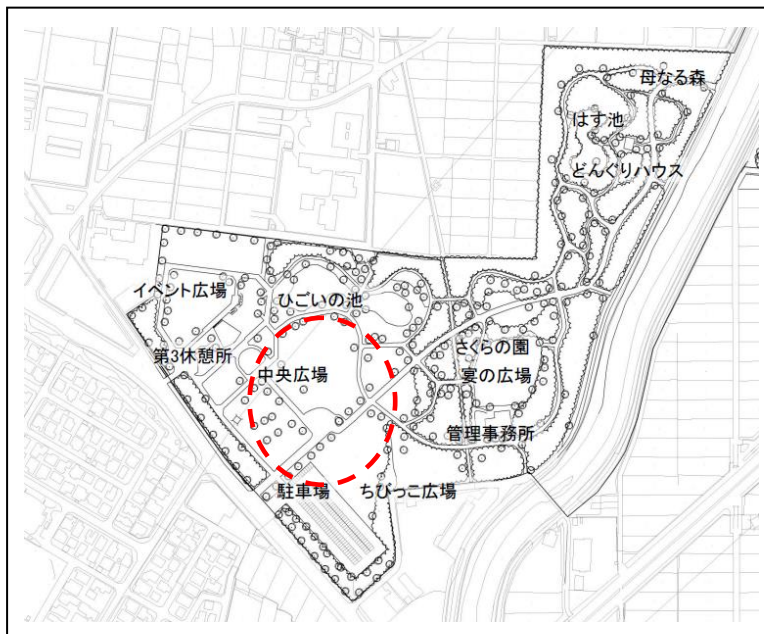 母なる森
はす池
どんぐりハウス
イベント広場
ひごいの池
第3休憩所
さくらの園
中央広場
宴の広場
管理事務所
駐車場
ちびっこ広場